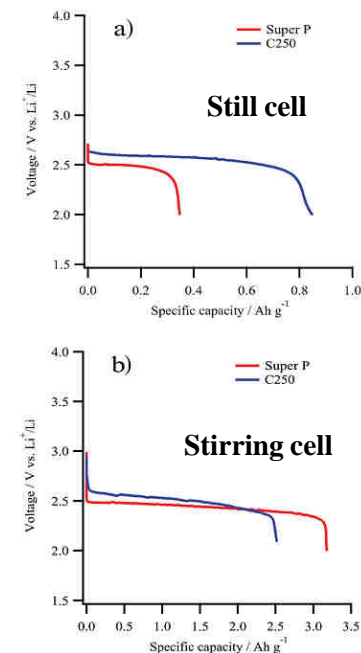 a)
Super P
C250
Still cell
Voltage / V vs. Li⁺/Li
4.0
3.5
3.0
2.5
2.0
1.5
0.0 0.2 0.4 0.6 0.8 1.0
Specific capacity / Ah g⁻¹
b)
Super P
C250
Stirring cell
Voltage / V vs. Li⁺/Li
4.0
3.5
3.0
2.5
2.0
1.5
0.0 0.5 1.0 1.5 2.0 2.5 3.0 3.5
Specific capacity / Ah g⁻¹